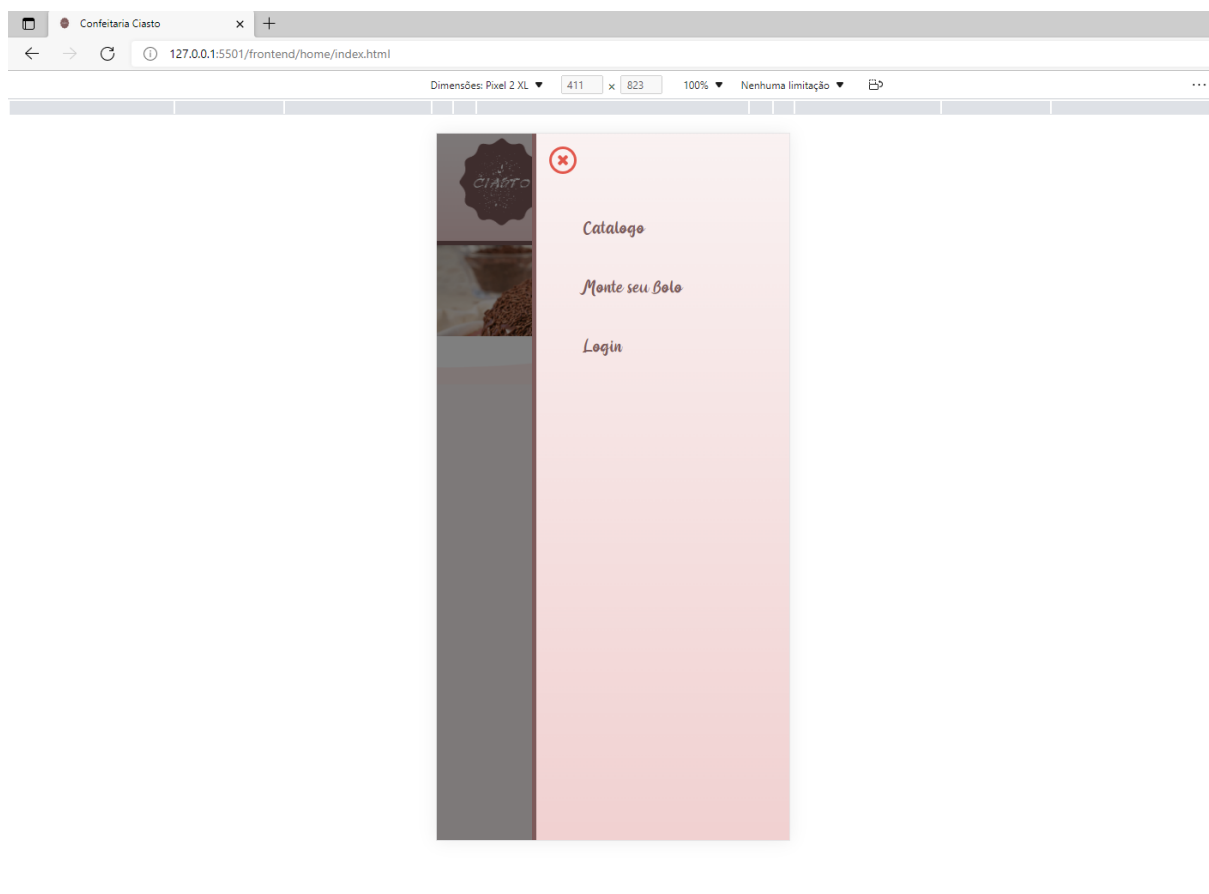 Confeitaria Ciasto
127.0.0.1:5501/frontend/home/index.html
Dimensões: Pixel 2 XL ▼ 411 x 823 100% ▼ Nenhuma limitação ▼
CIASTO
Catalogo
Monte seu Bolo
Login